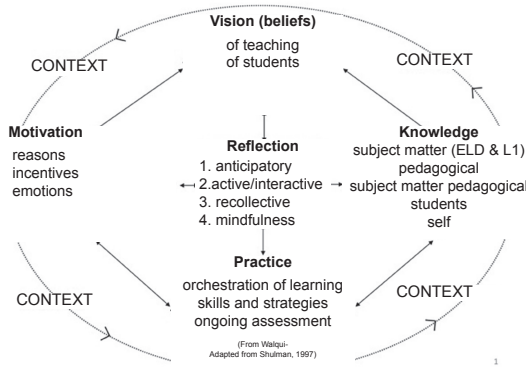 Vision (beliefs)
of teaching
of students
CONTEXT
CONTEXT
Motivation
reasons
incentives
emotions
Reflection
1. anticipatory
2.active/interactive
3. recollective
4. mindfulness
Knowledge
subject matter (ELD & L1)
pedagogical
subject matter pedagogical
students
self
Practice
orchestration of learning
skills and strategies
ongoing assessment
CONTEXT
CONTEXT
(From Walqui-
Adapted from Shulman, 1997)
1